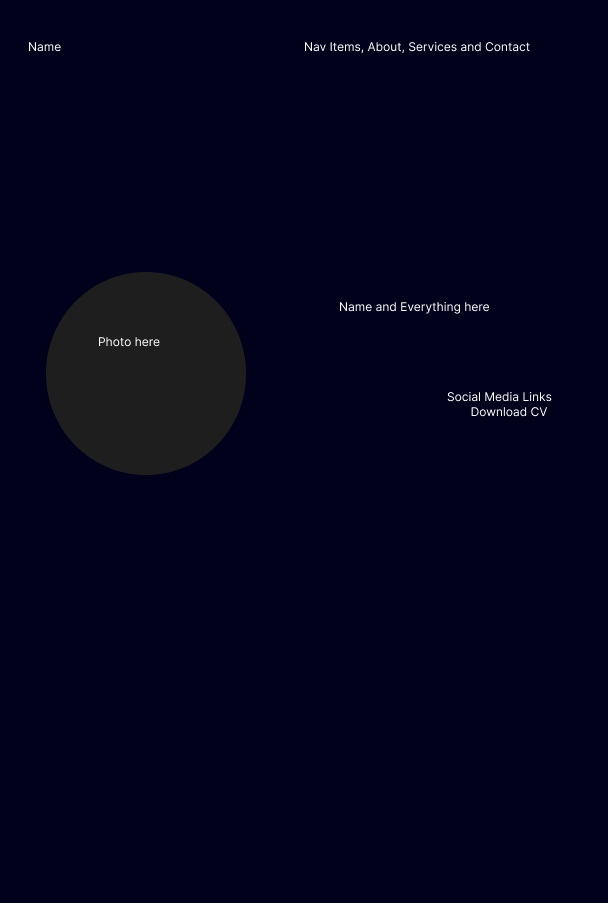 Name
Nav Items, About, Services and Contact
Name and Everything here
Photo here
Social Media Links
Download CV